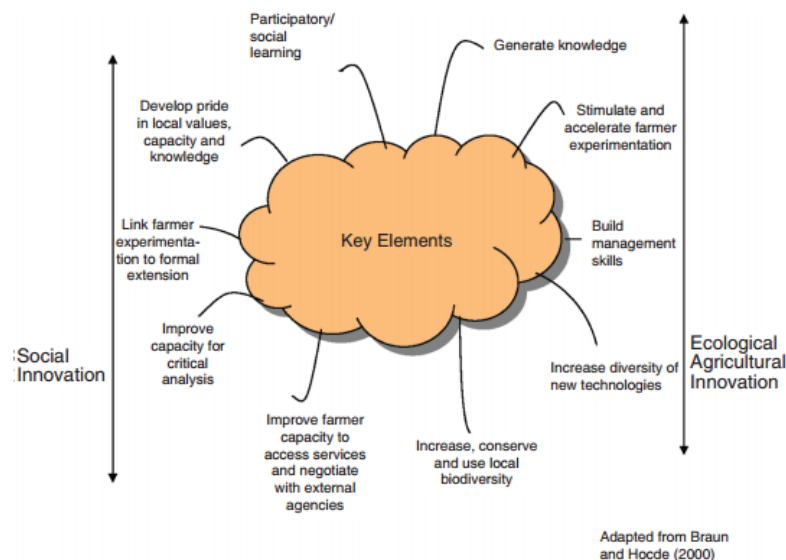 Participatory/
social
learning
Generate knowledge
Develop pride
in local values,
capacity and
knowledge
Stimulate and
accelerate farmer
experimentation
Key Elements
Link farmer
experimenta-
tion to formal
extension
Build
management
skills
Improve
capacity for
critical
analysis
Social
Innovation
Ecological
Agricultural
Innovation
Increase diversity of
new technologies
Improve farmer
capacity to
access services
and negotiate
with external
agencies
Increase, conserve
and use local
biodiversity
Adapted from Braun
and Hocde (2000)